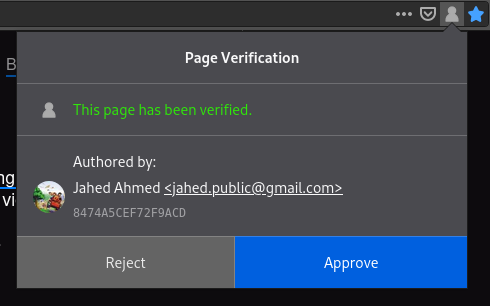 B
Page Verification
This page has been verified.
Authored by:
ng
Jahed Ahmed <jahed.public@gmail.com>
vi
8474A5CEF72F9ACD
Reject
Approve